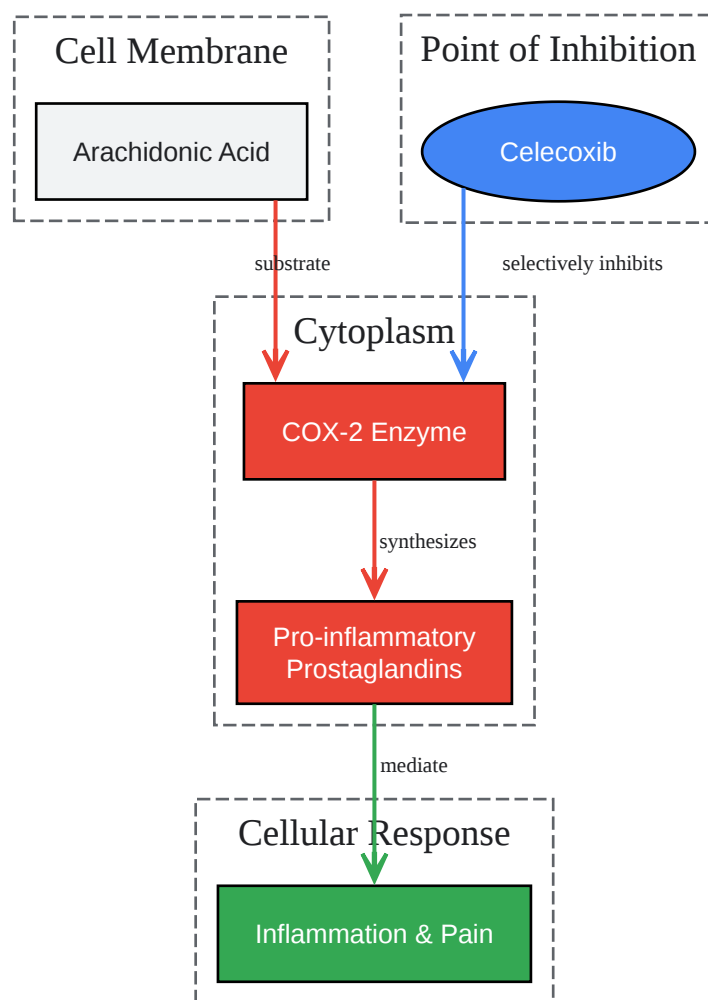 Cell Membrane
Point of Inhibition
Arachidonic Acid
Celecoxib
substrate
selectively inhibits
Cytoplasm
COX-2 Enzyme
synthesizes
Pro-inflammatory
Prostaglandins
mediate
Cellular Response
Inflammation & Pain